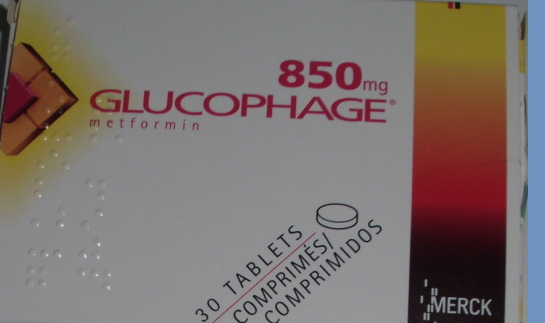 850mg
GLUCOPHAGE®
metformin
30 TABLETS
COMPRIMÉS/
COMPRIMIDOS
MERCK